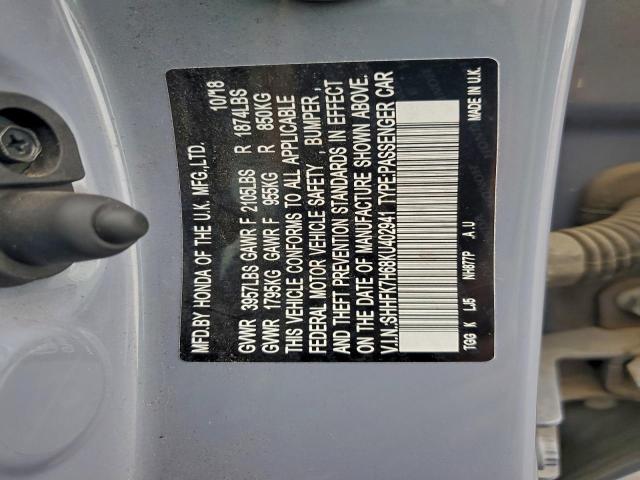 MFD.BY HONDA OF THE U.K. MFG.,LTD. 10/18
GVWR 3957LBS GAWR F 2105LBS R 1874LBS
GVWR 1795KG GAWR F 955KG R 850KG
THIS VEHICLE CONFORMS TO ALL APPLICABLE
FEDERAL MOTOR VEHICLE SAFETY , BUMPER ,
AND THEFT PREVENTION STANDARDS IN EFFECT
ON THE DATE OF MANUFACTURE SHOWN ABOVE.
V.I.N.:SHHFK7H68KU402941 TYPE:PASSENGER CAR
TGG K LJ5 NH877P A.U MADE IN U.K.